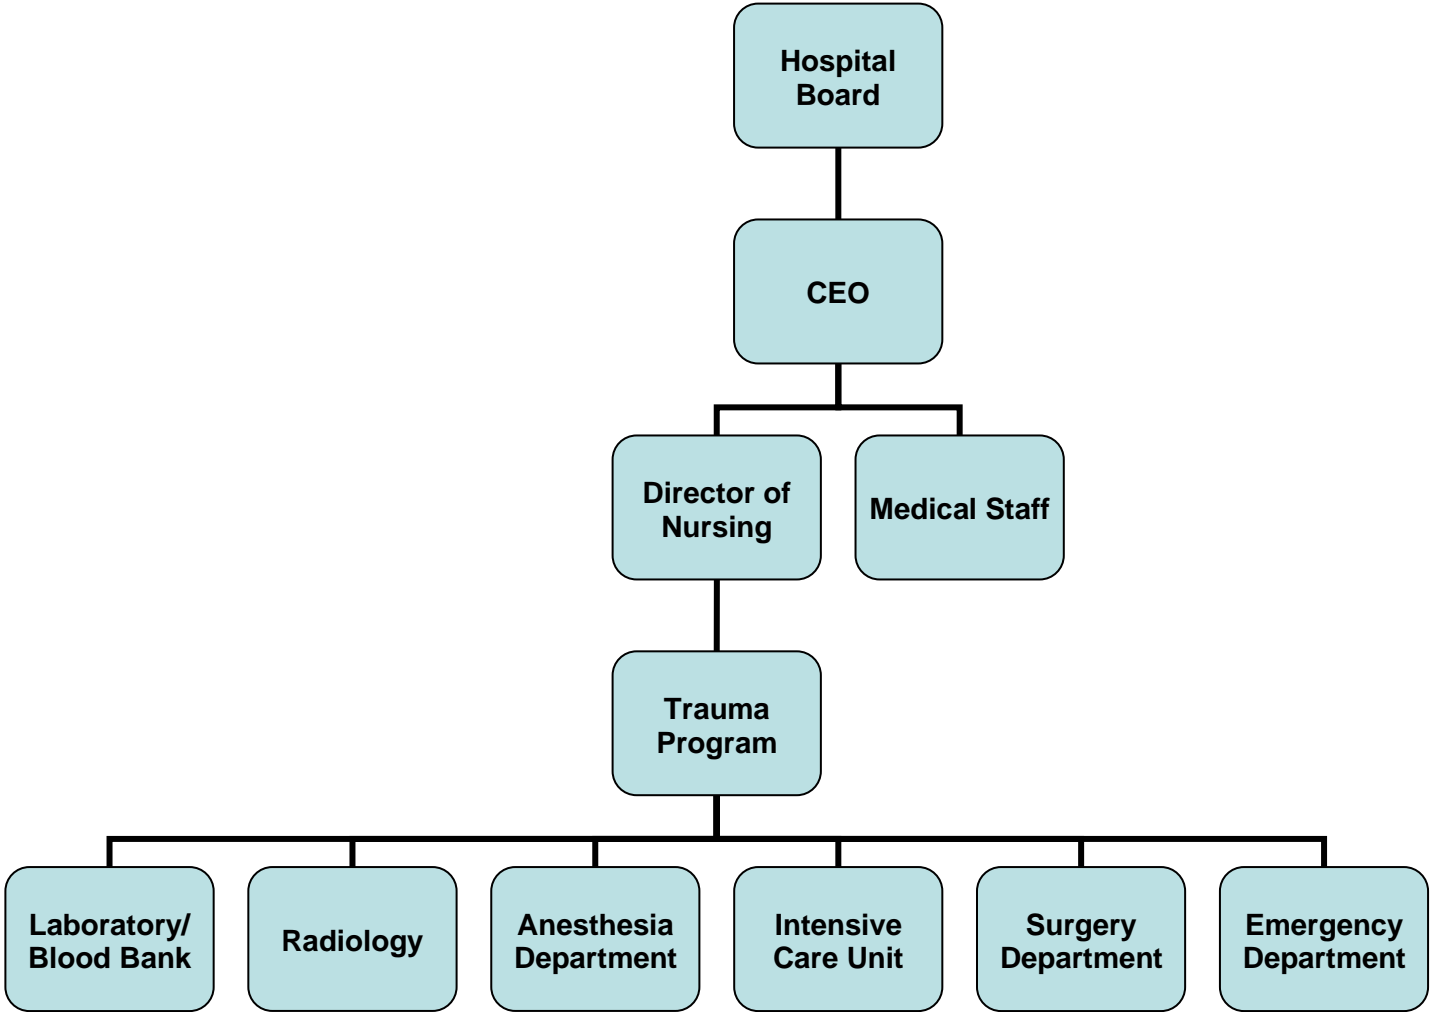 Hospital
Board
CEO
Director of
Nursing
Medical Staff
Trauma
Program
Laboratory/
Blood Bank
Radiology
Anesthesia
Department
Intensive
Care Unit
Surgery
Department
Emergency
Department